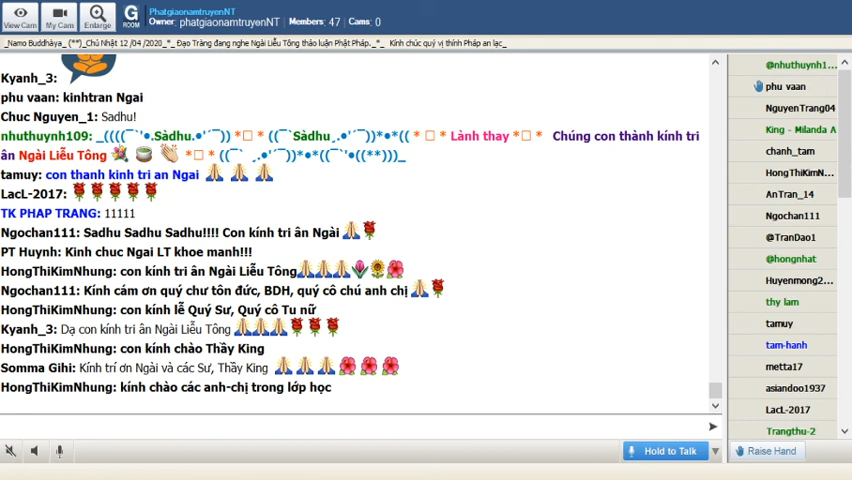 View Cam
My Cam
Enlarge
G
ROOM
PhatgiaonamtruyenNT
Owner: phatgiaonamtruyenNT Members: 47 Cams: 0
_Namo Buddhàya_ (**)_Chủ Nhật 12 /04 /2020_*_ Đạo Tràng đang nghe Ngài Liễu Tông thảo luận Phật Pháp._*_ Kính chúc quý vị thính Pháp an lạc_
Kyanh_3:
phu vaan: kinhtran Ngai
Chuc Nguyen_1: Sadhu!
nhuthuynh109: _((((¯`'•.Sàdhu.•'´¯)) *□ * ((¯`Sàdhu¸.•'´¯))*•*(( * □ * Lành thay *□ * Chúng con thành kính tri
ân Ngài Liễu Tông *□ * ((¯`¸.•'´¯))*•*((¯`'•((**)))_
tamuy: con thanh kinh tri an Ngai
LacL-2017:
TK PHAP TRANG: 11111
Ngochan111: Sadhu Sadhu Sadhu!!!! Con kính tri ân Ngài
PT Huynh: Kinh chuc Ngai LT khoe manh!!!
HongThiKimNhung: con kính tri ân Ngài Liễu Tông
Ngochan111: Kính cám ơn quý chư tôn đức, BDH, quý cô chú anh chị
HongThiKimNhung: con kính lễ Quý Sư, Quý cô Tu nữ
Kyanh_3: Dạ con kính tri ân Ngài Liễu Tông
HongThiKimNhung: con kính chào Thầy King
Somma Gihi: Kính trí ơn Ngài và các Sư, Thầy King
HongThiKimNhung: kính chào các anh-chị trong lớp học
Hold to Talk
@nhuthuynh1...
phu vaan
NguyenTrang04
King - Milanda A
chanh_tam
HongThiKimN...
AnTran_14
Ngochan111
@TranDao1
@hongnhat
Huyenmong2...
thy lam
tamuy
tam-hanh
metta17
asiandoo1937
LacL-2017
Trangthu-2
Raise Hand